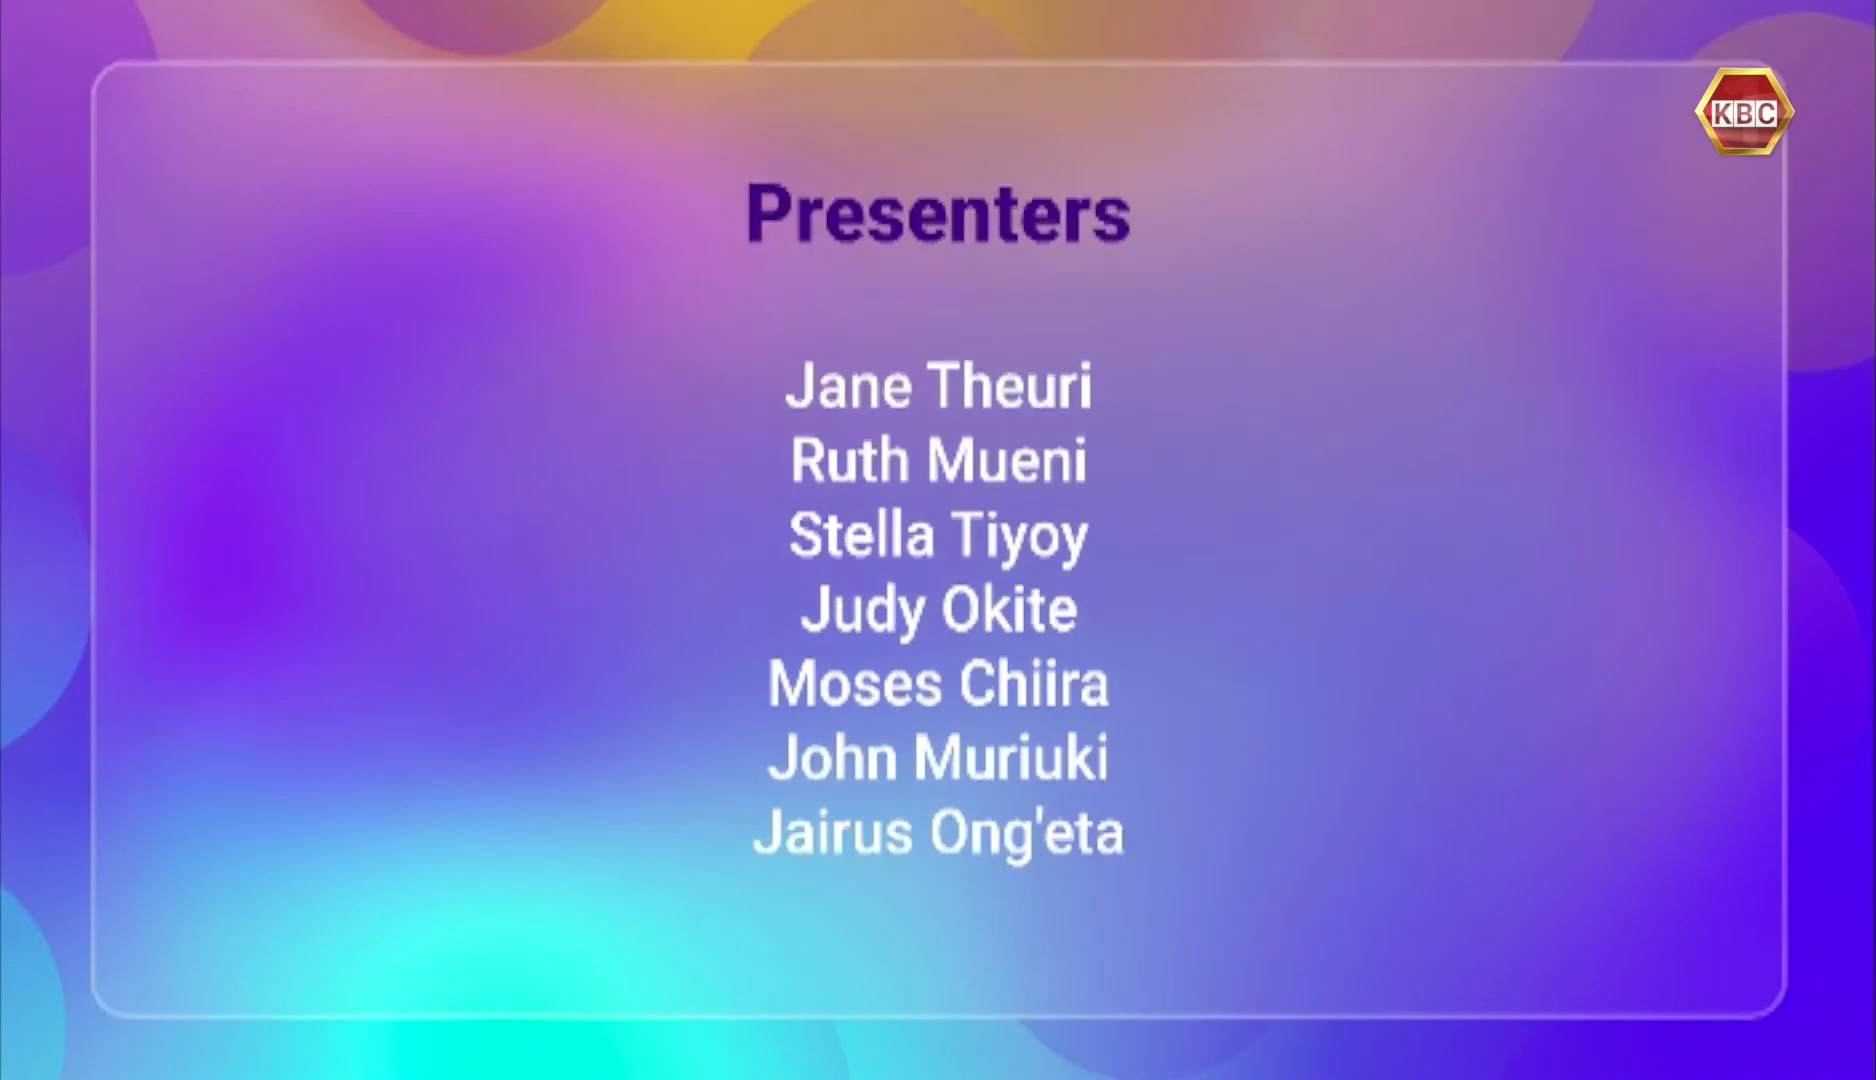 KBC
Presenters
Jane Theuri
Ruth Mueni
Stella Tiyoy
Judy Okite
Moses Chiira
John Muriuki
Jairus Ong'eta